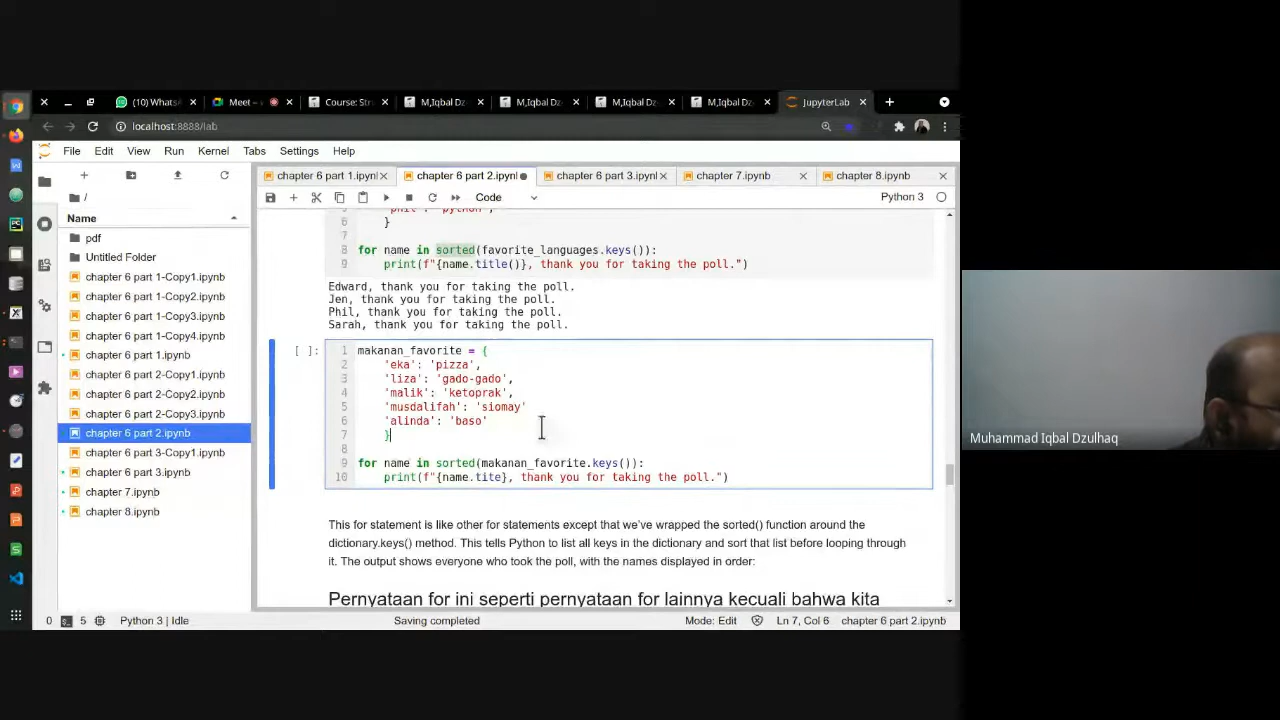 (10) Whats
Meet –
Course: Str
M,Iqbal Dz
M,Iqbal Dz
M,Iqbal Dz
M,Iqbal Dz
JupyterLab
localhost:8888/lab
File Edit View Run Kernel Tabs Settings Help
chapter 6 part 1.ipynl
chapter 6 part 2.ipynl
chapter 6 part 3.ipynl
chapter 7.ipynb
chapter 8.ipynb
Code
Python 3
/
Name
pdf
Untitled Folder
chapter 6 part 1-Copy1.ipynb
chapter 6 part 1-Copy2.ipynb
chapter 6 part 1-Copy3.ipynb
chapter 6 part 1-Copy4.ipynb
chapter 6 part 1.ipynb
chapter 6 part 2-Copy1.ipynb
chapter 6 part 2-Copy2.ipynb
chapter 6 part 2-Copy3.ipynb
chapter 6 part 2.ipynb
chapter 6 part 3-Copy1.ipynb
chapter 6 part 3.ipynb
chapter 7.ipynb
chapter 8.ipynb
5 'phil': 'python',
6 }
7
8 for name in sorted(favorite_languages.keys()):
9 print(f"{name.title()}, thank you for taking the poll.")
Edward, thank you for taking the poll.
Jen, thank you for taking the poll.
Phil, thank you for taking the poll.
Sarah, thank you for taking the poll.
[ ]: 1 makanan_favorite = {
2 'eka': 'pizza',
3 'liza': 'gado-gado',
4 'malik': 'ketoprak',
5 'musdalifah': 'siomay'
6 'alinda': 'baso'
7 }
8
9 for name in sorted(makanan_favorite.keys()):
10 print(f"{name.tite}, thank you for taking the poll.")
This for statement is like other for statements except that we've wrapped the sorted() function around the
dictionary.keys() method. This tells Python to list all keys in the dictionary and sort that list before looping through
it. The output shows everyone who took the poll, with the names displayed in order:
Pernyataan for ini seperti pernyataan for lainnya kecuali bahwa kita
0 5 Python 3 | Idle
Saving completed
Mode: Edit
Ln 7, Col 6
chapter 6 part 2.ipynb
Muhammad Iqbal Dzulhaq